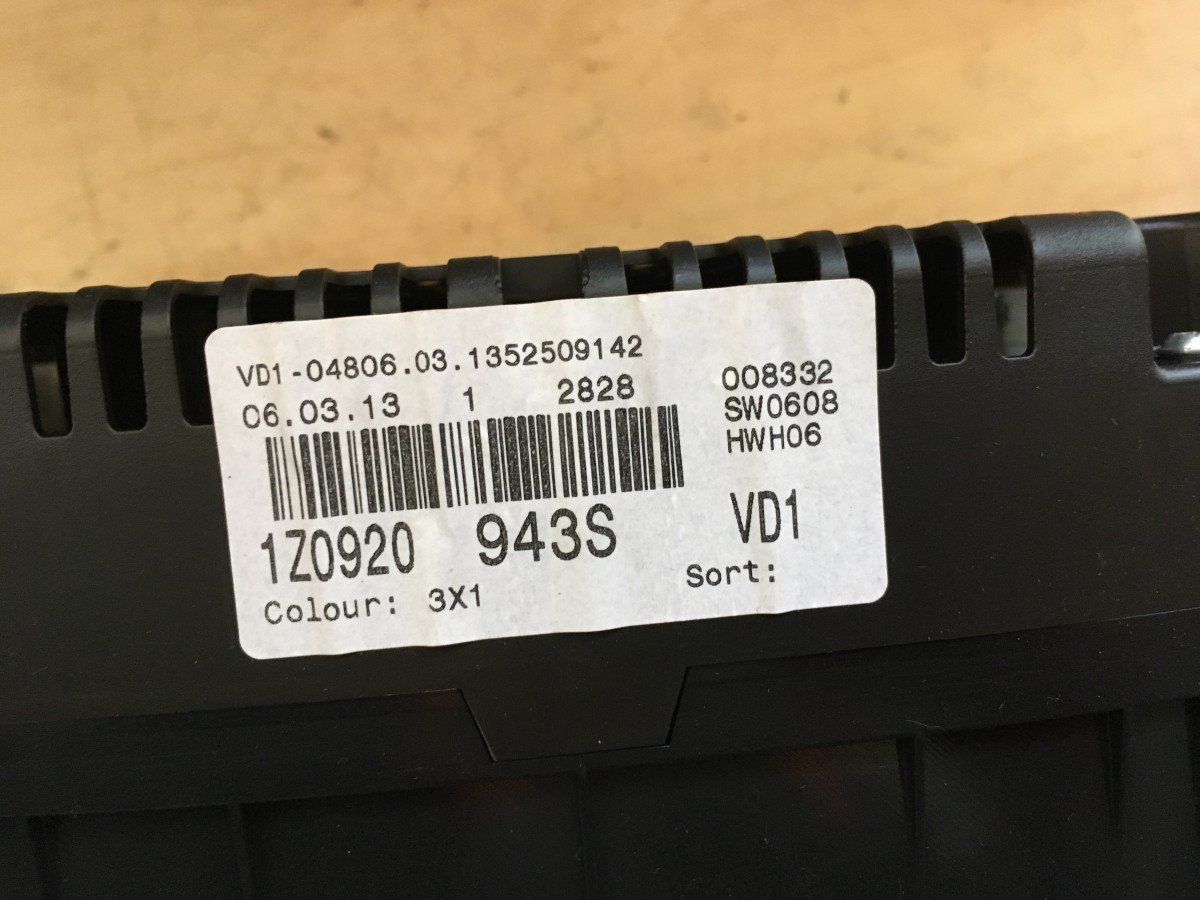 VD1-04806.03.1352509142
06.03.13 1 2828
008332
SW0608
HWH06
1Z0920 943S
VD1
Colour: 3X1
Sort: